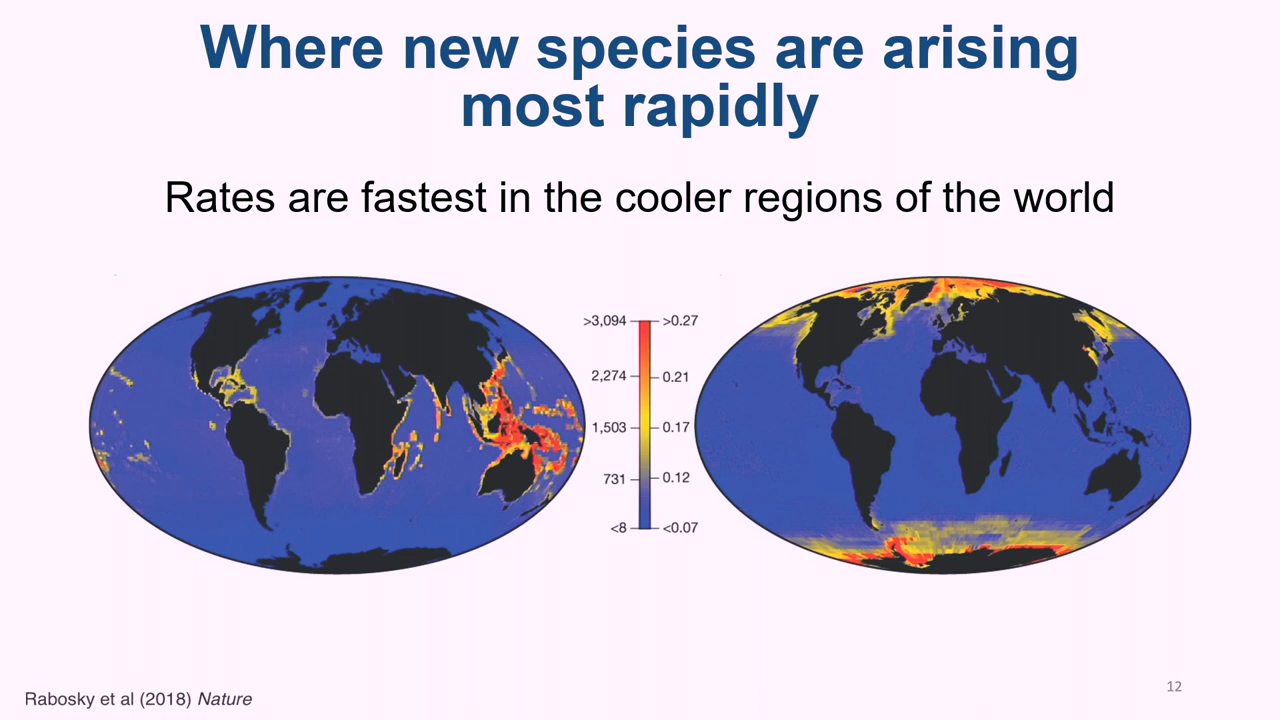 Where new species are arising
most rapidly
Rates are fastest in the cooler regions of the world
>3,094 >0.27
2,274 0.21
1,503 0.17
731 0.12
<8 <0.07
Rabosky et al (2018) Nature
12